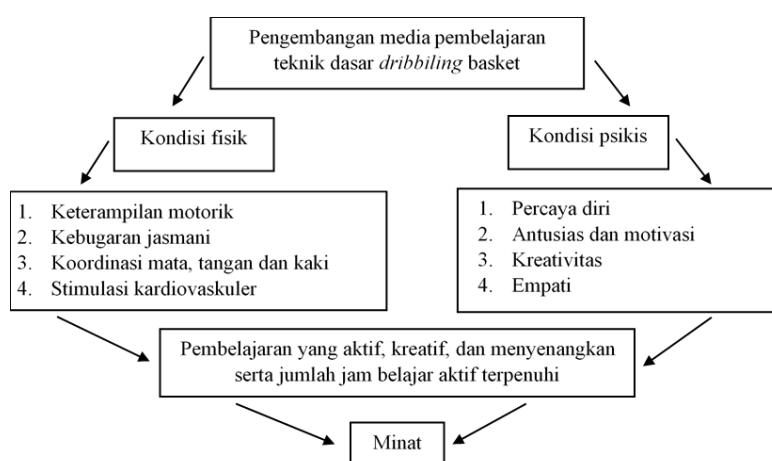 Pengembangan media pembelajaran
teknik dasar dribbiling basket
Kondisi fisik
Kondisi psikis
1. Keterampilan motorik
2. Kebugaran jasmani
3. Koordinasi mata, tangan dan kaki
4. Stimulasi kardiovaskuler
1. Percaya diri
2. Antusias dan motivasi
3. Kreativitas
4. Empati
Pembelajaran yang aktif, kreatif, dan menyenangkan
serta jumlah jam belajar aktif terpenuhi
Minat